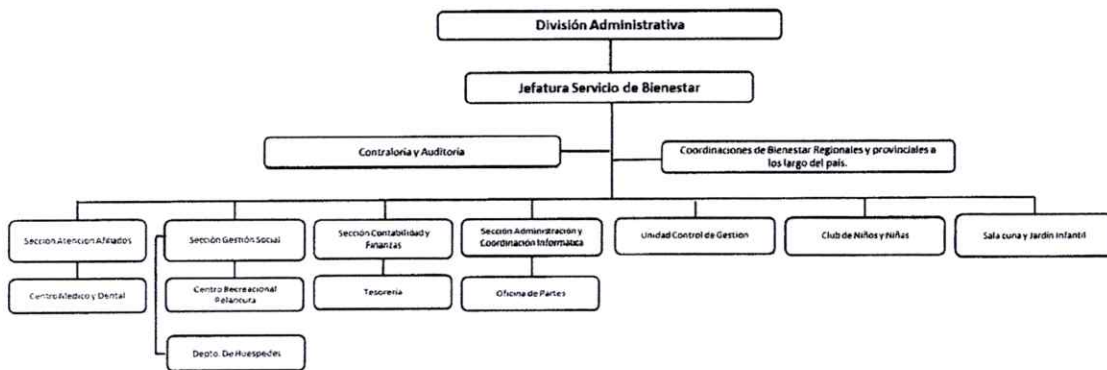 División Administrativa
Jefatura Servicio de Bienestar
Contraloría y Auditoría
Coordinaciones de Bienestar Regionales y provinciales a
los largo del país.
Sección Atención Afiliados
Sección Gestión Social
Sección Contabilidad y
Finanzas
Sección Administración y
Coordinación Informática
Unidad Control de Gestión
Club de Niños y Niñas
Sala cuna y Jardín Infantil
Centro Medico y Dental
Centro Recreacional
Pelancura
Tesorería
Oficina de Partes
Depto. De Huespedes